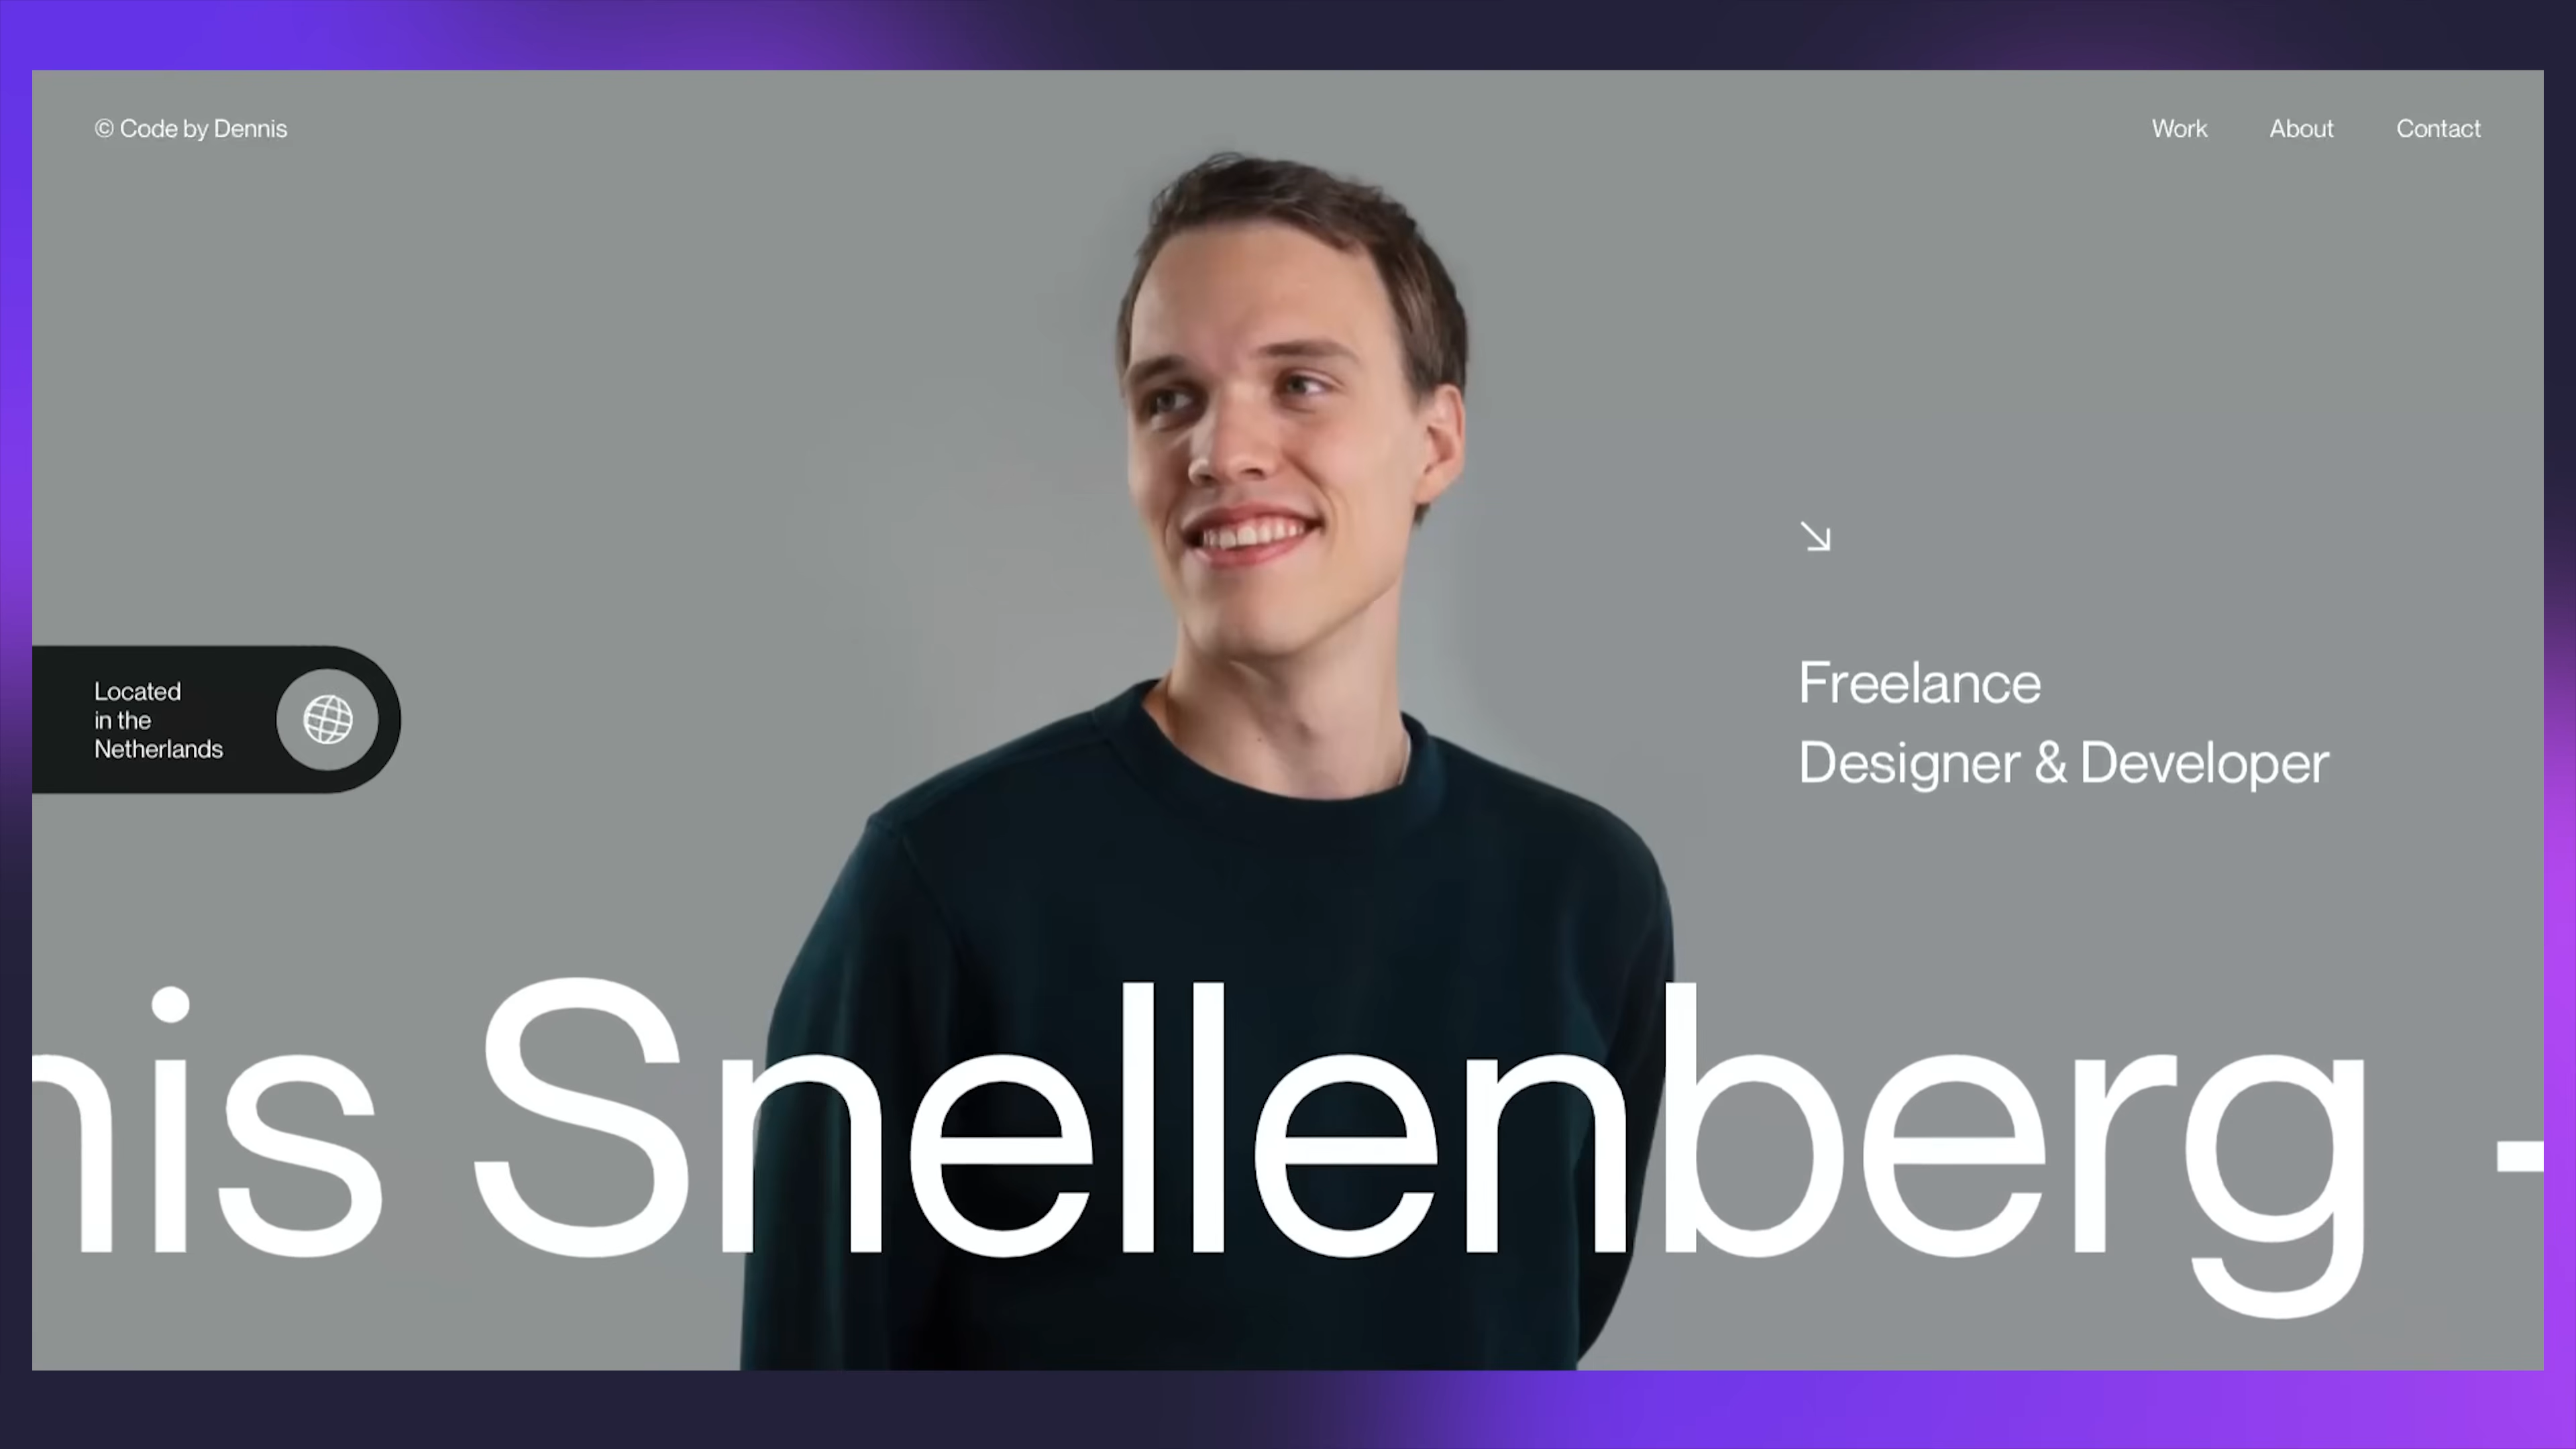 © Code by Dennis
Work About Contact
Located
in the
Netherlands
Freelance
Designer & Developer
nis Snellenberg -